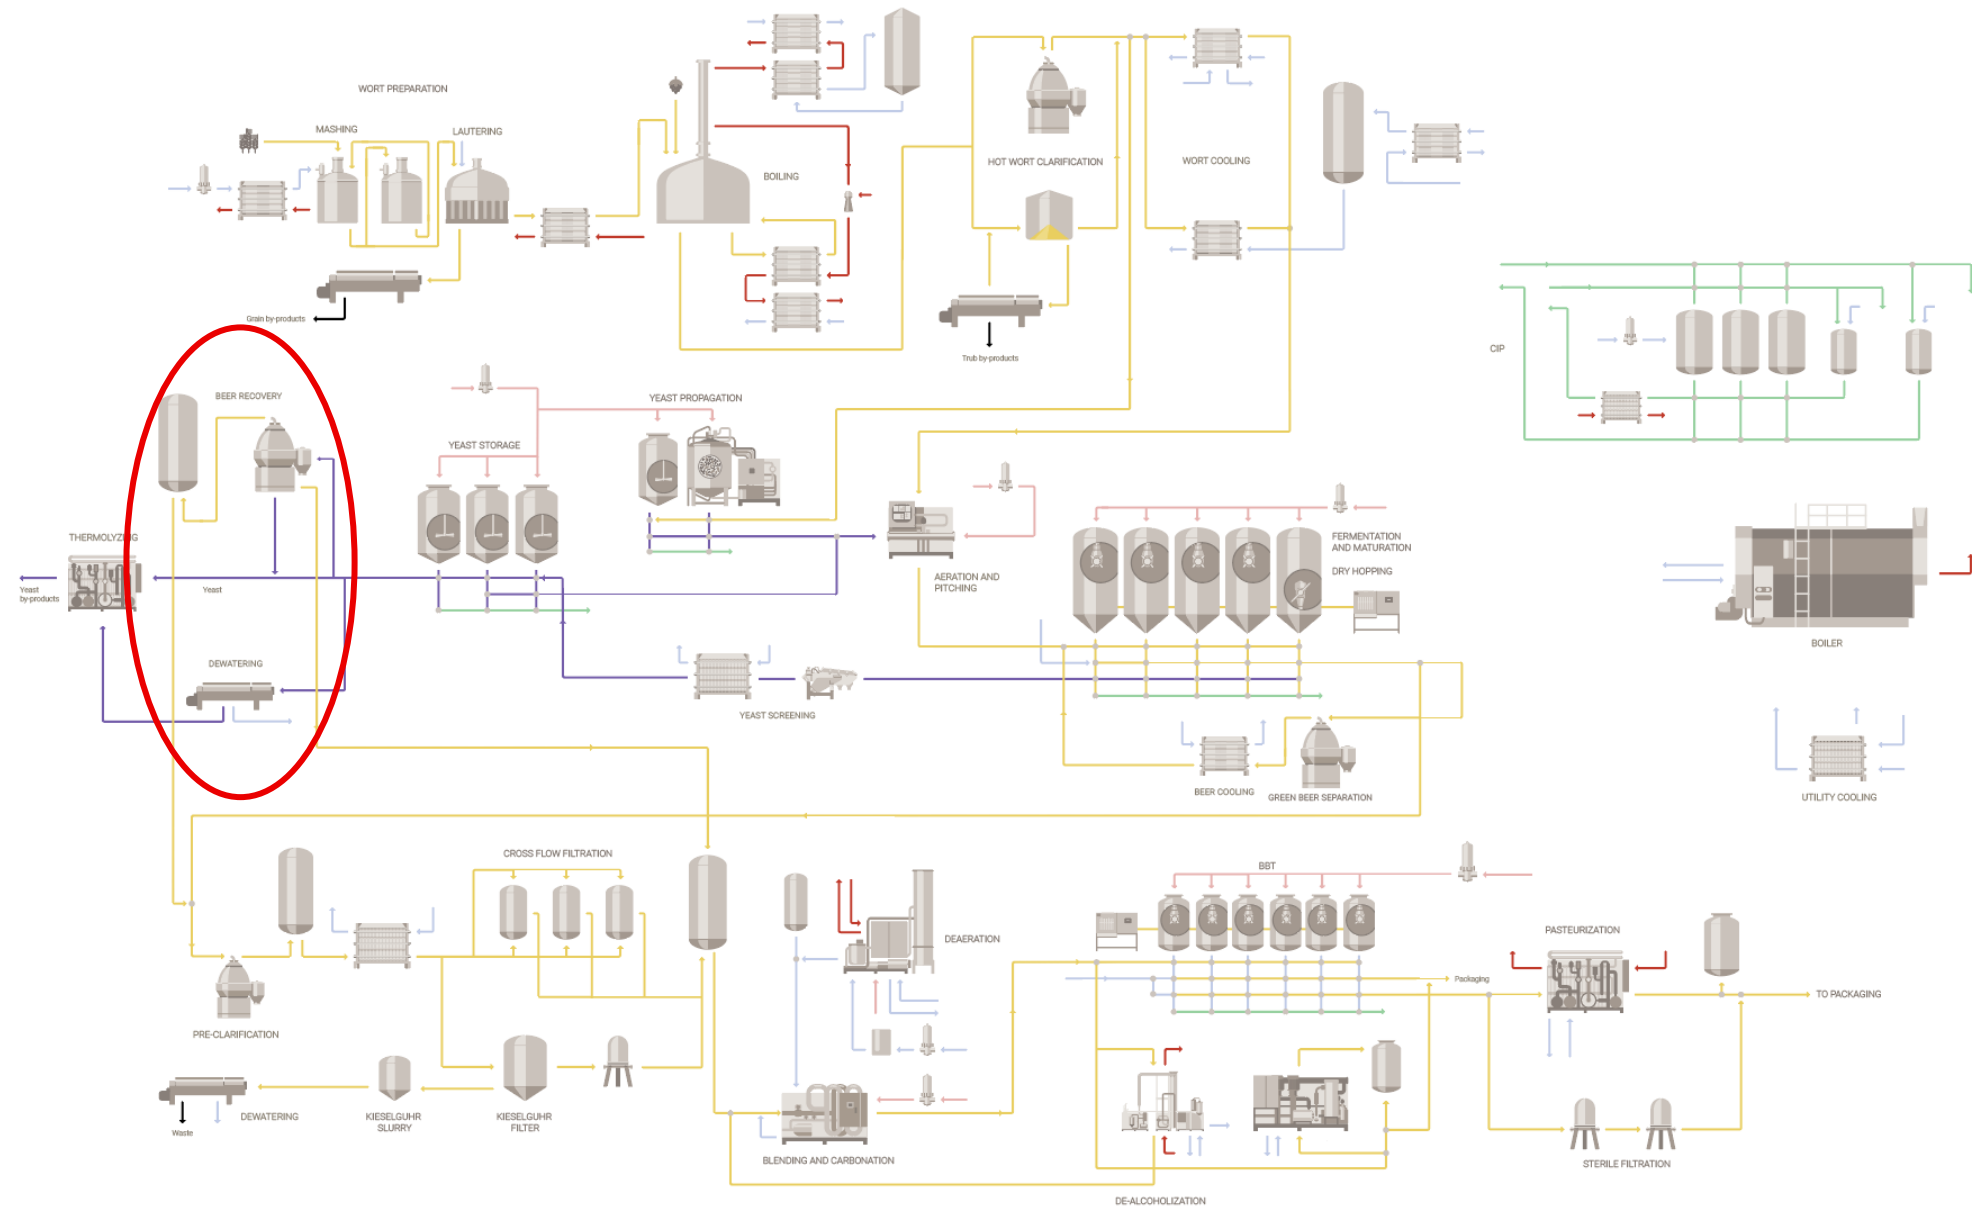 WORT PREPARATION
MASHING
LAUTERING
BOILING
HOT WORT CLARIFICATION
WORT COOLING
Grain by-products
Trub by-products
CIP
BEER RECOVERY
YEAST PROPAGATION
YEAST STORAGE
THERMOLYZING
Yeast
by-products
Yeast
AERATION AND
PITCHING
FERMENTATION
AND MATURATION
DRY HOPPING
BOILER
DEWATERING
YEAST SCREENING
BEER COOLING
GREEN BEER SEPARATION
UTILITY COOLING
CROSS FLOW FILTRATION
BBT
DEAERATION
PASTEURIZATION
Packaging
TO PACKAGING
PRE-CLARIFICATION
DEWATERING
Waste
KIESELGUHR
SLURRY
KIESELGUHR
FILTER
BLENDING AND CARBONATION
STERILE FILTRATION
DE-ALCOHOLIZATION